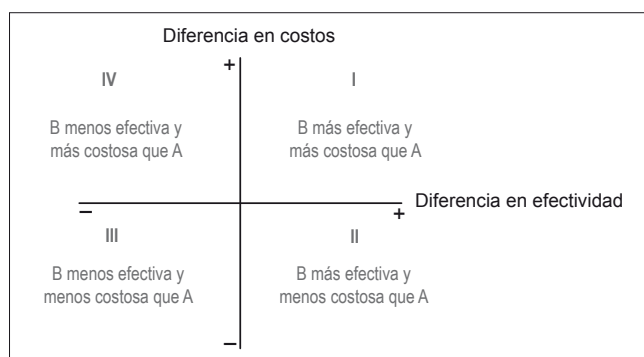 Diferencia en costos
+
IV
I
B menos efectiva y
más costosa que A
B más efectiva y
más costosa que A
–
+
Diferencia en efectividad
III
II
B menos efectiva y
menos costosa que A
B más efectiva y
menos costosa que A
–